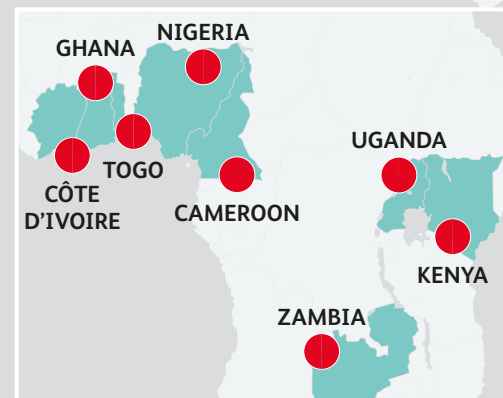 NIGERIA
GHANA
TOGO
CÔTE
D'IVOIRE
CAMEROON
UGANDA
KENYA
ZAMBIA